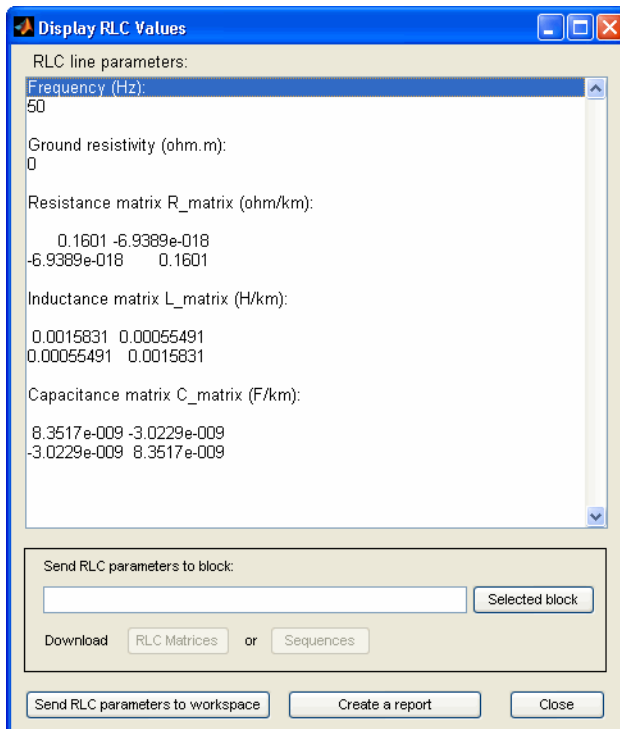 Display RLC Values
RLC line parameters:
Frequency (Hz):
50
Ground resistivity (ohm.m):
0
Resistance matrix R_matrix (ohm/km):
0.1601 -6.9389e-018
-6.9389e-018 0.1601
Inductance matrix L_matrix (H/km):
0.0015831 0.00055491
0.00055491 0.0015831
Capacitance matrix C_matrix (F/km):
8.3517e-009 -3.0229e-009
-3.0229e-009 8.3517e-009
Send RLC parameters to block:
Selected block
Download RLC Matrices or Sequences
Send RLC parameters to workspace Create a report Close